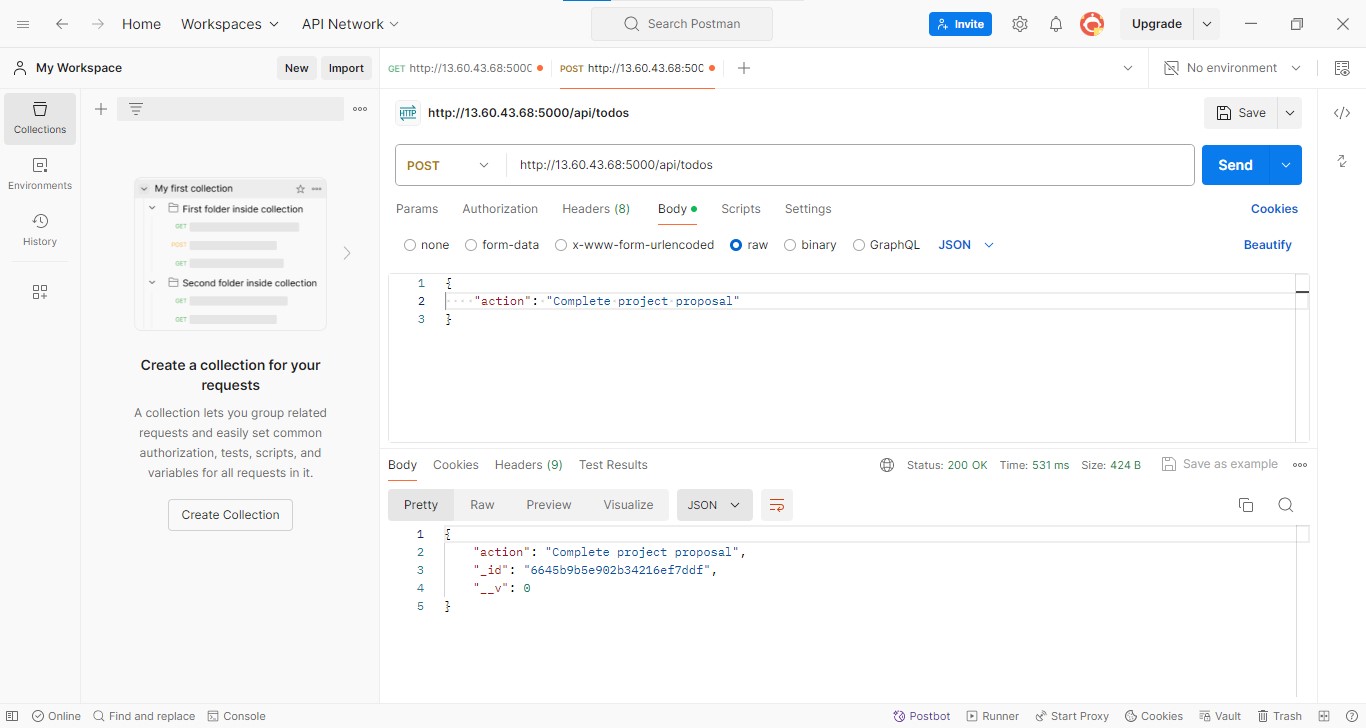 Home Workspaces API Network Search Postman Invite Upgrade
My Workspace New Import GET http://13.60.43.68:5000 POST http://13.60.43.68:500 No environment
Collections
Environments
History
My first collection
First folder inside collection
GET
POST
GET
Second folder inside collection
GET
GET
Create a collection for your
requests
A collection lets you group related
requests and easily set common
authorization, tests, scripts, and
variables for all requests in it.
Create Collection
HTTP http://13.60.43.68:5000/api/todos Save
POST http://13.60.43.68:5000/api/todos Send
Params Authorization Headers (8) Body Scripts Settings Cookies
none form-data x-www-form-urlencoded raw binary GraphQL JSON Beautify
1 {
2 "action": "Complete project proposal"
3 }
Body Cookies Headers (9) Test Results Status: 200 OK Time: 531 ms Size: 424 B Save as example
Pretty Raw Preview Visualize JSON
1 {
2 "action": "Complete project proposal",
3 "_id": "6645b9b5e902b34216ef7ddf",
4 "__v": 0
5 }
Online Find and replace Console Postbot Runner Start Proxy Cookies Vault Trash